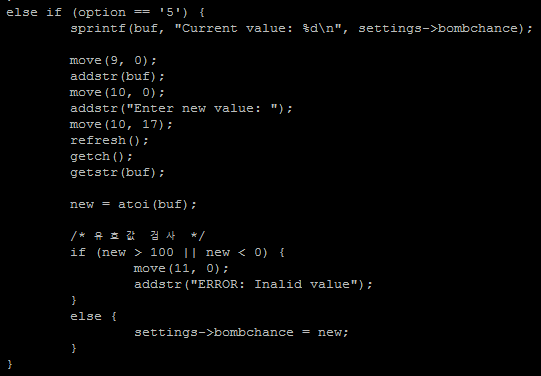 else if (option == '5') {
sprintf(buf, "Current value: %d\n", settings->bombchance);
move(9, 0);
addstr(buf);
move(10, 0);
addstr("Enter new value: ");
move(10, 17);
refresh();
getch();
getstr(buf);
new = atoi(buf);
/* 유효값 검사 */
if (new > 100 || new < 0) {
move(11, 0);
addstr("ERROR: Inalid value");
}
else {
settings->bombchance = new;
}
}